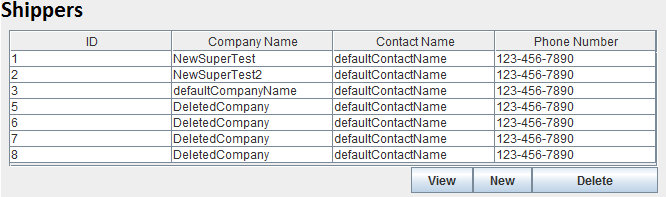 Shippers
ID Company Name Contact Name Phone Number
1 NewSuperTest defaultContactName 123-456-7890
2 NewSuperTest2 defaultContactName 123-456-7890
3 defaultCompanyName defaultContactName 123-456-7890
5 DeletedCompany defaultContactName 123-456-7890
6 DeletedCompany defaultContactName 123-456-7890
7 DeletedCompany defaultContactName 123-456-7890
8 DeletedCompany defaultContactName 123-456-7890
View New Delete